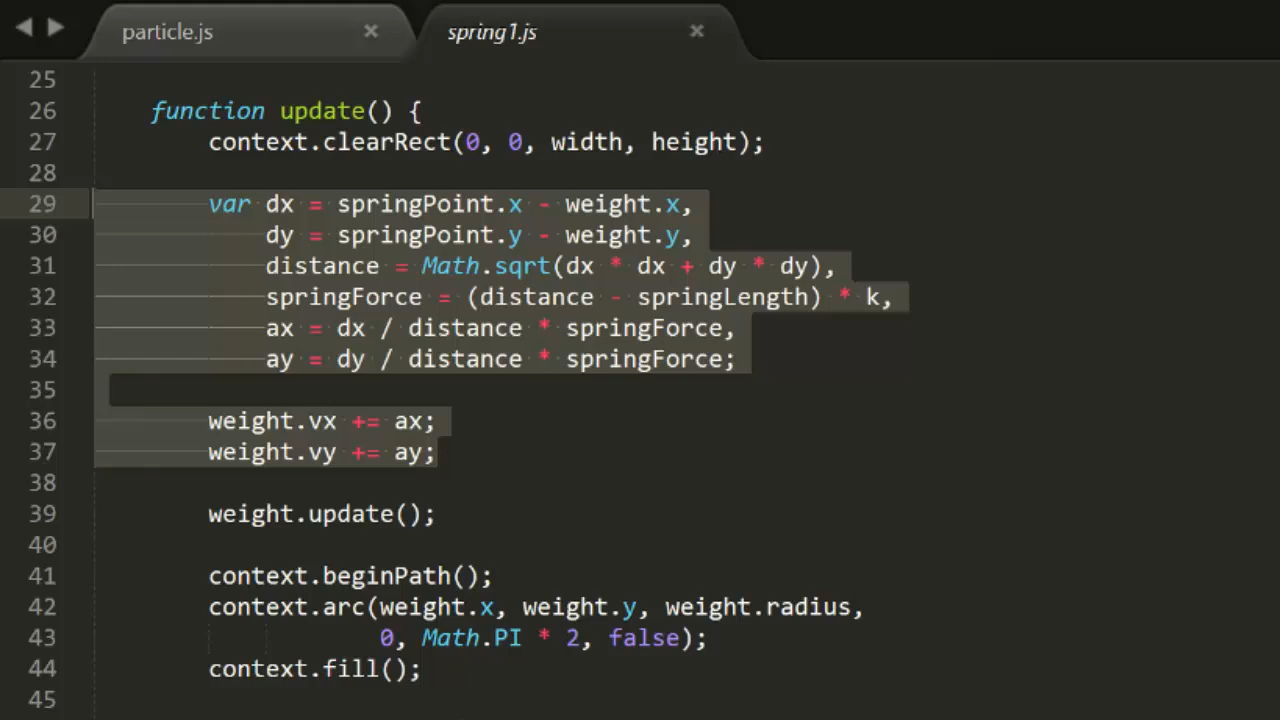 particle.js × spring1.js ×
25
26 function update() {
27 context.clearRect(0, 0, width, height);
28
29 var dx = springPoint.x - weight.x,
30 dy = springPoint.y - weight.y,
31 distance = Math.sqrt(dx * dx + dy * dy),
32 springForce = (distance - springLength) * k,
33 ax = dx / distance * springForce,
34 ay = dy / distance * springForce;
35
36 weight.vx += ax;
37 weight.vy += ay;
38
39 weight.update();
40
41 context.beginPath();
42 context.arc(weight.x, weight.y, weight.radius,
43 0, Math.PI * 2, false);
44 context.fill();
45